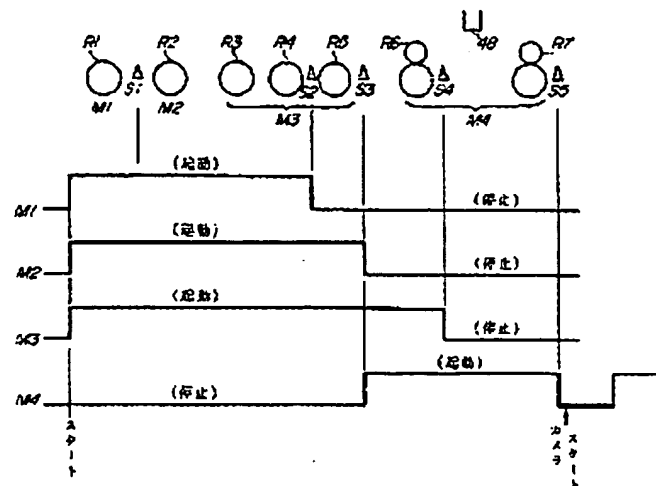 R1 R2 R3 R4 R5 R6 48 R7
S1 S2 S3 S4 S5
M1 M2 M3 M4
(起動)
M1 (停止)
(起動)
M2 (停止)
(起動)
M3 (停止)
(起動)
M4 (停止)
スタート
カメラ
スタート